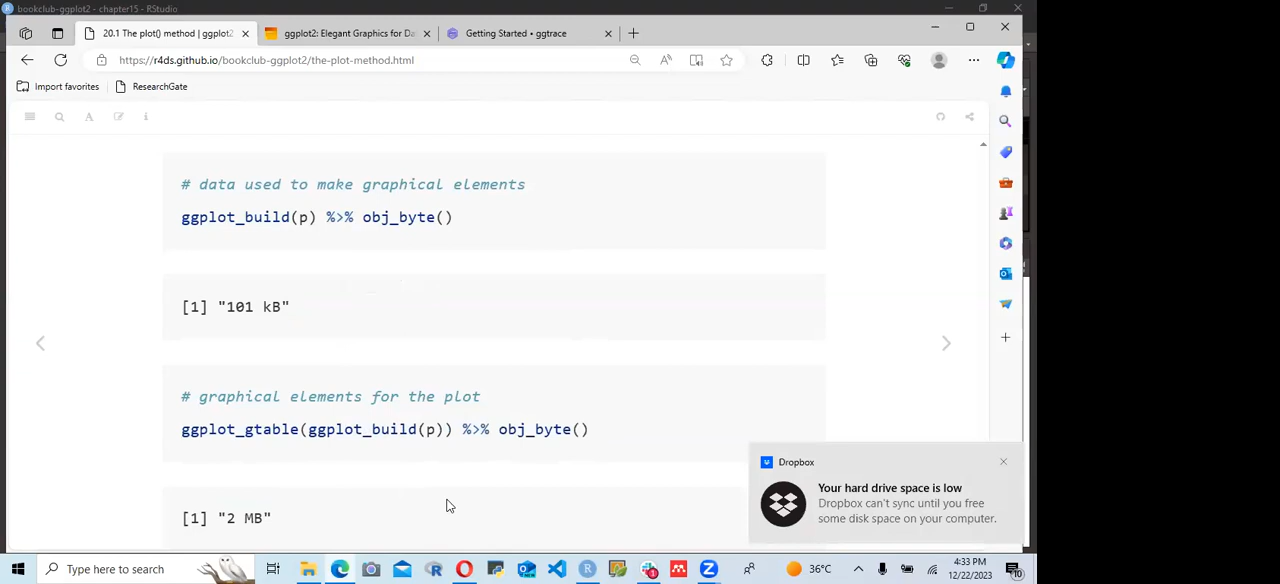 bookclub-ggplot2 - chapter15 - RStudio
20.1 The plot() method | ggplot2
ggplot2: Elegant Graphics for Da
Getting Started • ggtrace
https://r4ds.github.io/bookclub-ggplot2/the-plot-method.html
Import favorites
ResearchGate
# data used to make graphical elements
ggplot_build(p) %>% obj_byte()
[1] "101 kB"
# graphical elements for the plot
ggplot_gtable(ggplot_build(p)) %>% obj_byte()
[1] "2 MB"
Dropbox
Your hard drive space is low
Dropbox can't sync until you free
some disk space on your computer.
Type here to search
36°C
4:33 PM
12/22/2023
10